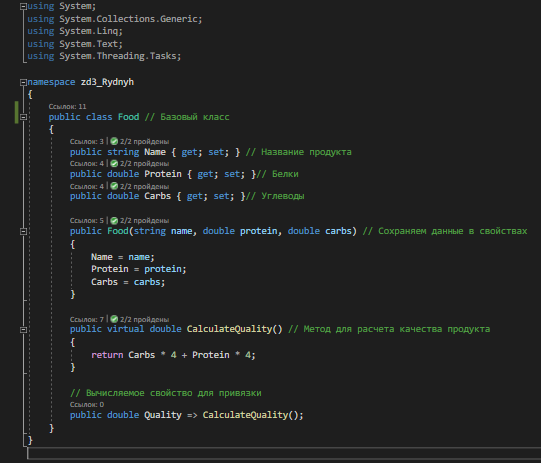 using System;
using System.Collections.Generic;
using System.Linq;
using System.Text;
using System.Threading.Tasks;
namespace zd3_Rydnyh
{
Ссылок: 11
public class Food // Базовый класс
{
Ссылок: 3 | 2/2 пройдены
public string Name { get; set; } // Название продукта
Ссылок: 4 | 2/2 пройдены
public double Protein { get; set; }// Белки
Ссылок: 4 | 2/2 пройдены
public double Carbs { get; set; }// Углеводы
Ссылок: 5 | 2/2 пройдены
public Food(string name, double protein, double carbs) // Сохраняем данные в свойствах
{
Name = name;
Protein = protein;
Carbs = carbs;
}
Ссылок: 7 | 2/2 пройдены
public virtual double CalculateQuality() // Метод для расчета качества продукта
{
return Carbs * 4 + Protein * 4;
}
// Вычисляемое свойство для привязки
Ссылок: 0
public double Quality => CalculateQuality();
}
}